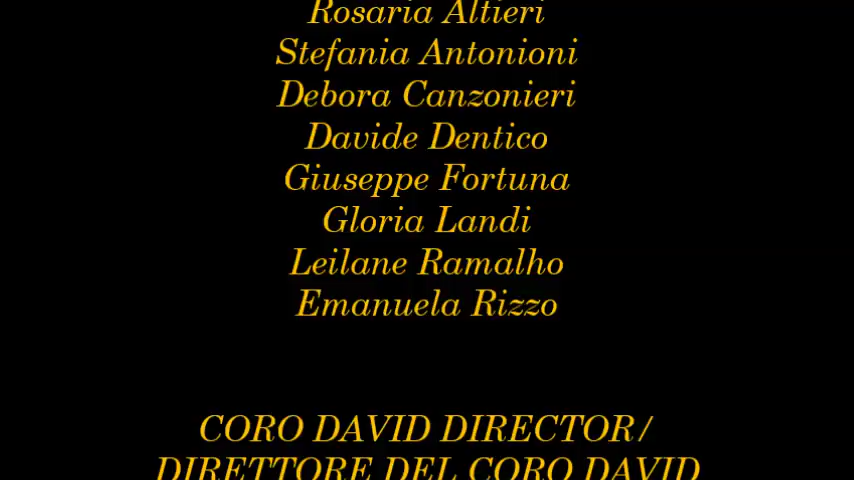 Rosaria Altieri
Stefania Antonioni
Debora Canzonieri
Davide Dentico
Giuseppe Fortuna
Gloria Landi
Leilane Ramalho
Emanuela Rizzo
CORO DAVID DIRECTOR/
DIRETTORE DEL CORO DAVID